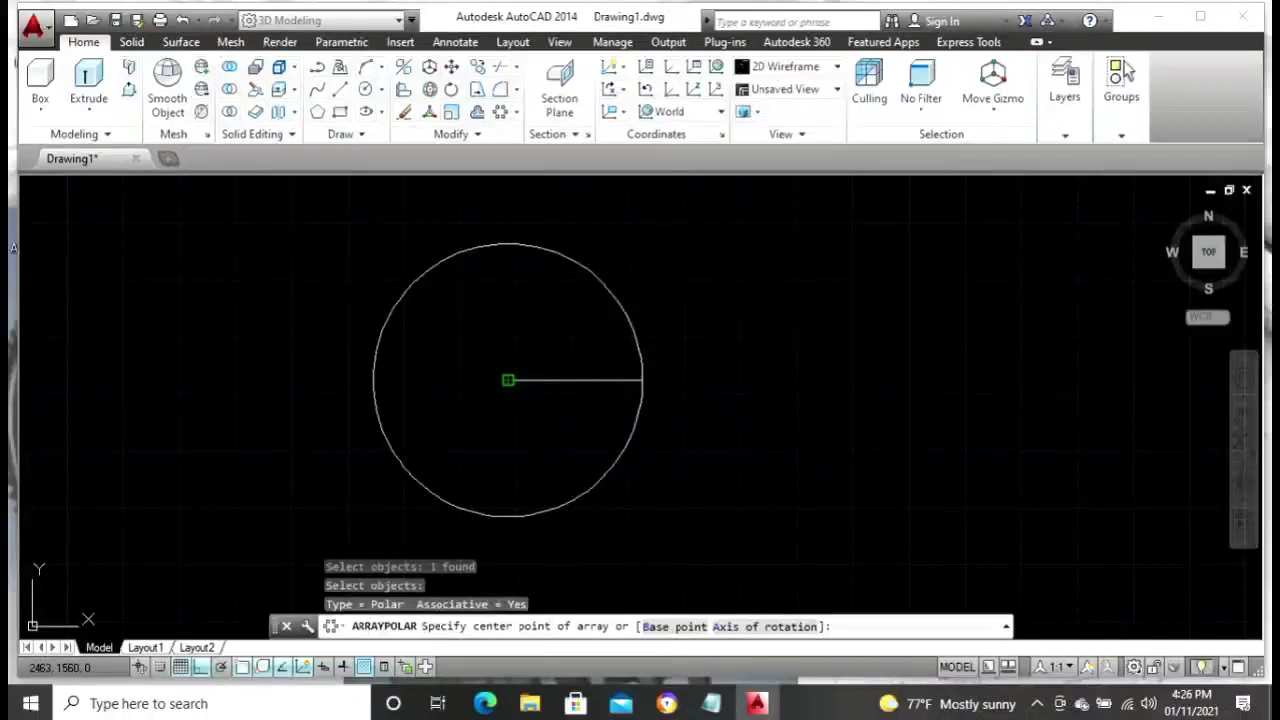 3D Modeling
Autodesk AutoCAD 2014 Drawing1.dwg
Type a keyword or phrase
Sign In
Home Solid Surface Mesh Render Parametric Insert Annotate Layout View Manage Output Plug-ins Autodesk 360 Featured Apps Express Tools
Box
Extrude
Smooth Object
Section Plane
World
2D Wireframe
Unsaved View
Culling
No Filter
Move Gizmo
Layers
Groups
Modeling Mesh Solid Editing Draw Modify Section Coordinates View Selection
Drawing1*
N
W TOP E
S
WCS
Select objects: 1 found
Select objects:
Type = Polar Associative = Yes
ARRAYPOLAR Specify center point of array or [Base point Axis of rotation]:
Y
X
Model Layout1 Layout2
2463, 1560, 0
MODEL
1:1
Type here to search
77°F Mostly sunny
4:26 PM
01/11/2021